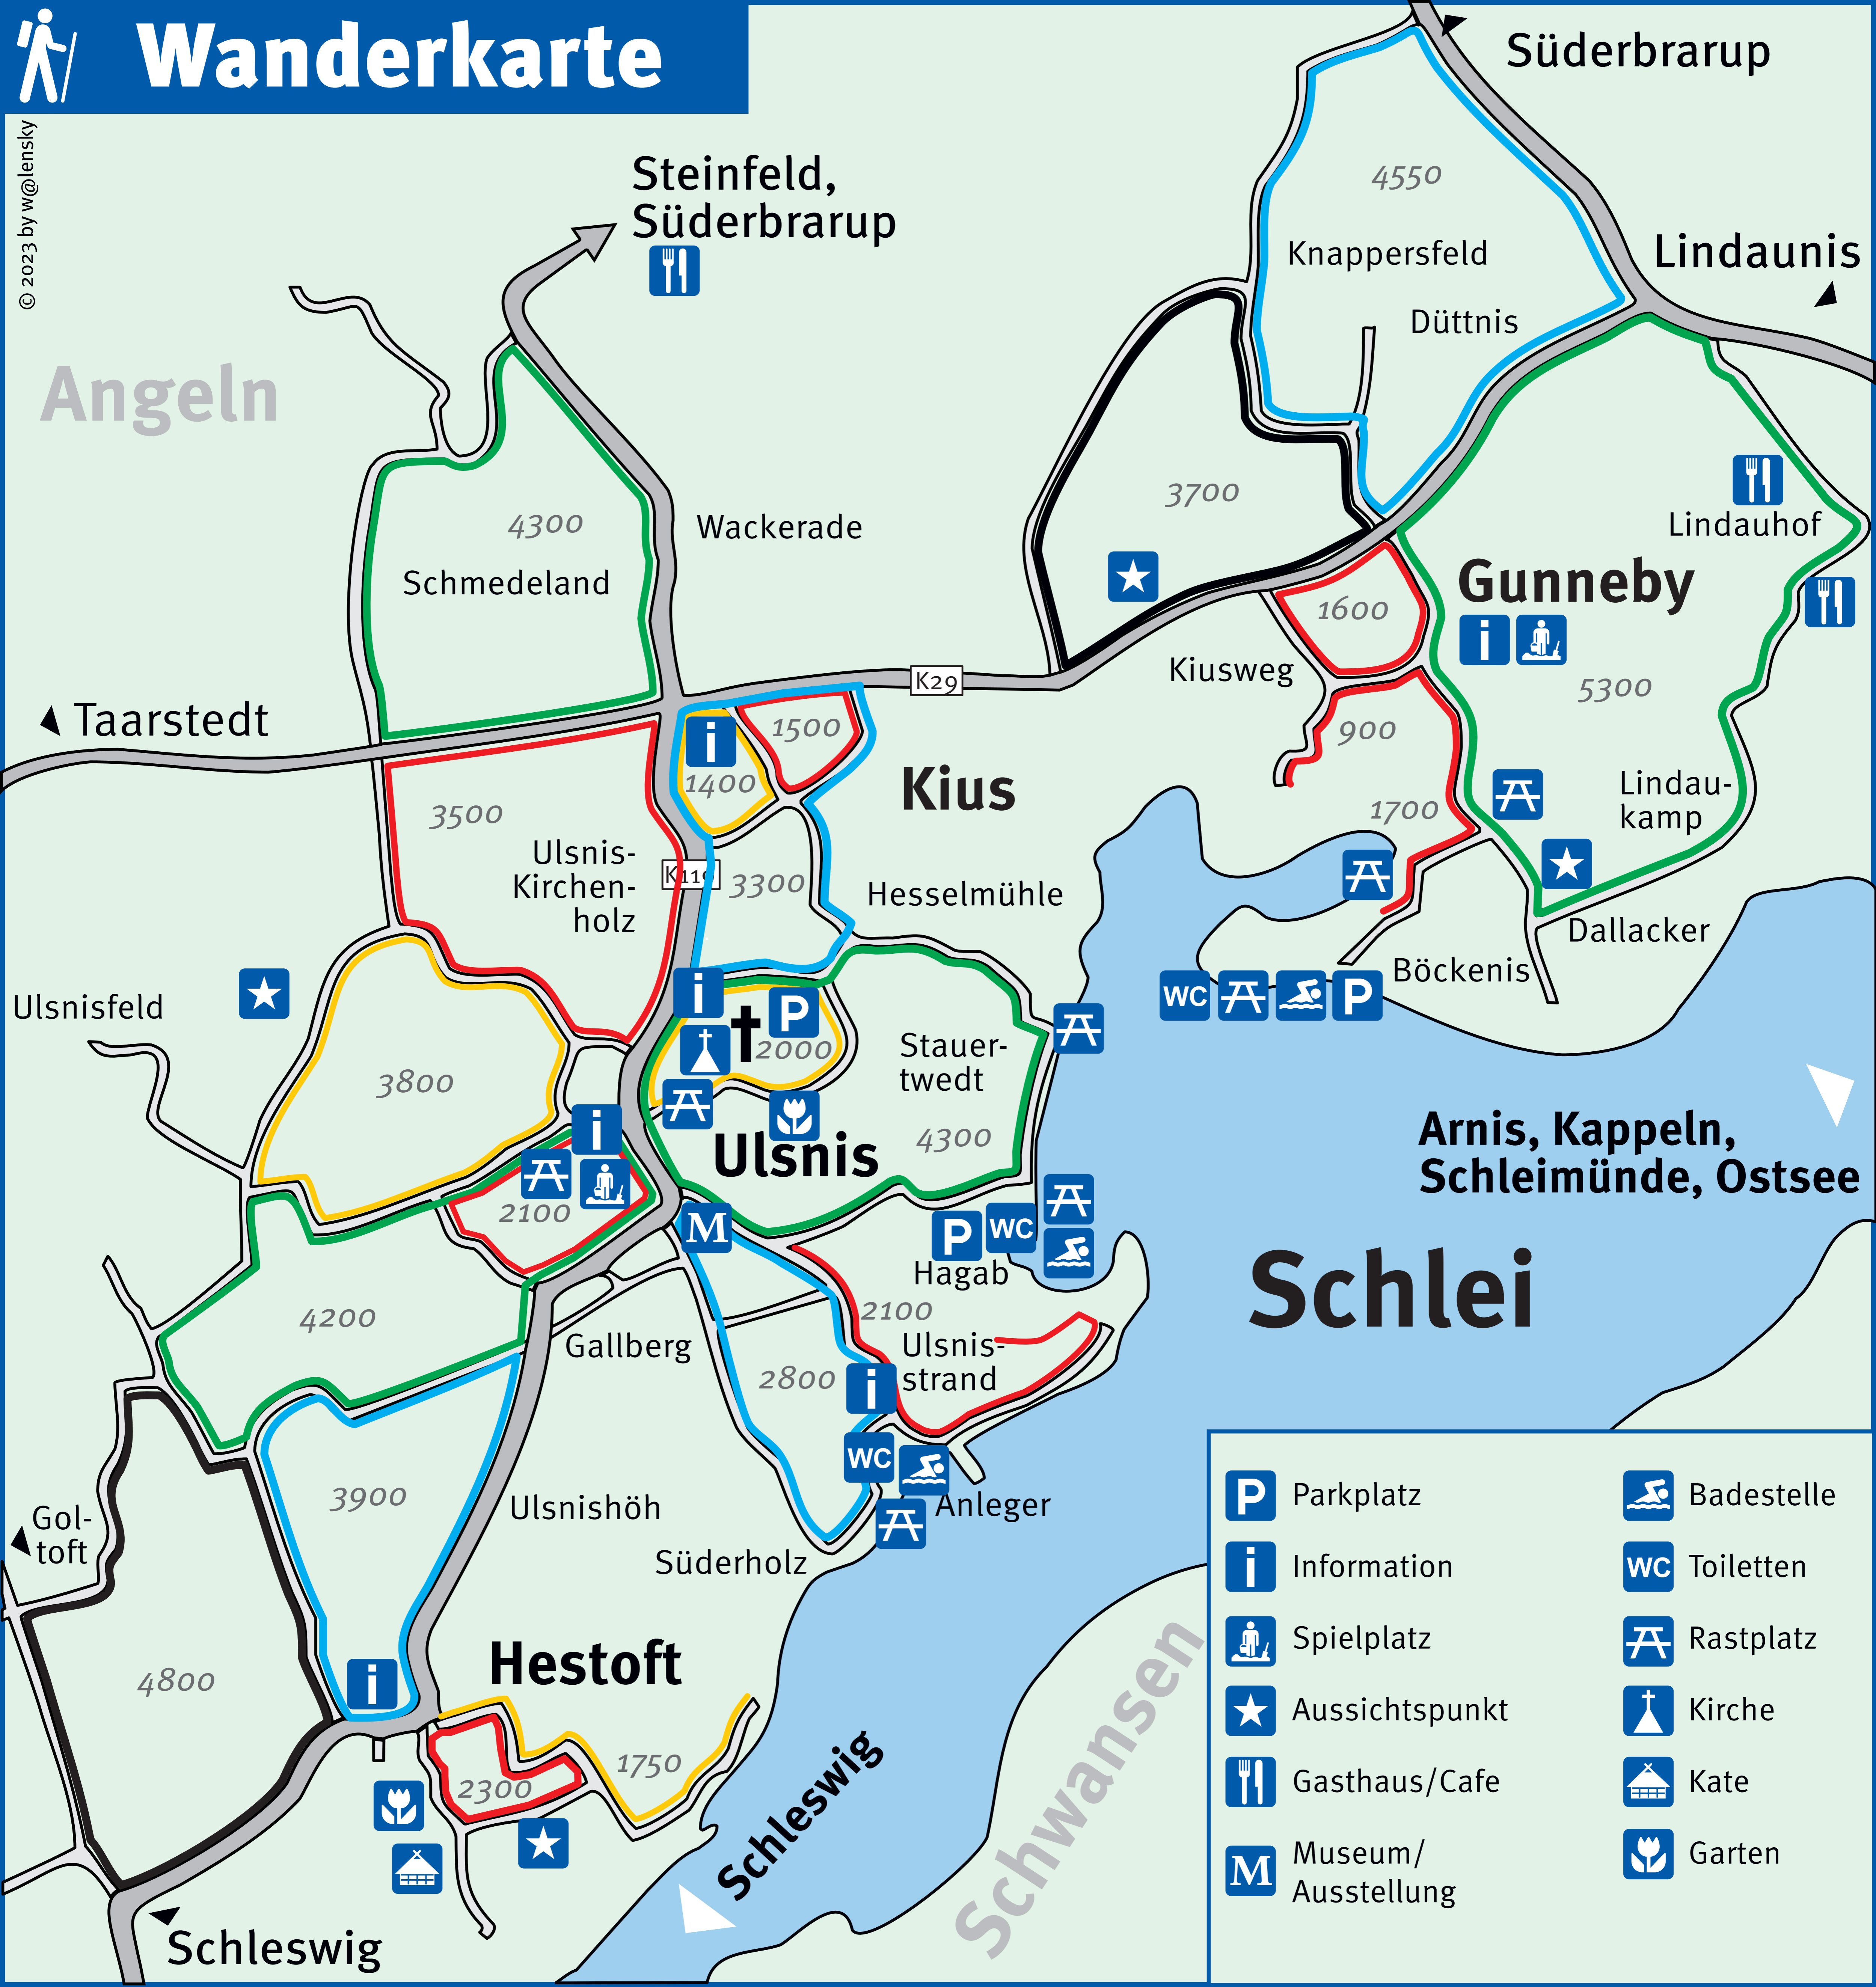 Wanderkarte
© 2023 by w@lensky
Süderbrarup
Steinfeld,
Süderbrarup
4550
Knappersfeld
Lindaunis
Düttnis
Angeln
3700
4300
Wackerade
Schmedeland
Lindauhof
Gunneby
1600
i
Kiusweg
K29
5300
Taarstedt
1500
900
i
1400
Kius
3500
1700
Lindau-
kamp
Ulsnis-
Kirchen-
holz
3300
Hesselmühle
Dallacker
Böckenis
WC
P
Ulsnisfeld
i
P
2000
Stauer-
twedt
3800
4300
i
Ulsnis
Arnis, Kappeln,
Schleimünde, Ostsee
2100
M
P
WC
Hagab
Schlei
4200
Gallberg
2100
Ulsnis-
strand
2800
i
WC
3900
Ulsnishöh
Anleger
Gol-
toft
Süderholz
4800
i
Hestoft
1750
2300
Schleswig
Schwansen
Schleswig
P Parkplatz
i Information
Spielplatz
Aussichtspunkt
Gasthaus/Cafe
M Museum/
Ausstellung
Badestelle
WC Toiletten
Rastplatz
Kirche
Kate
Garten